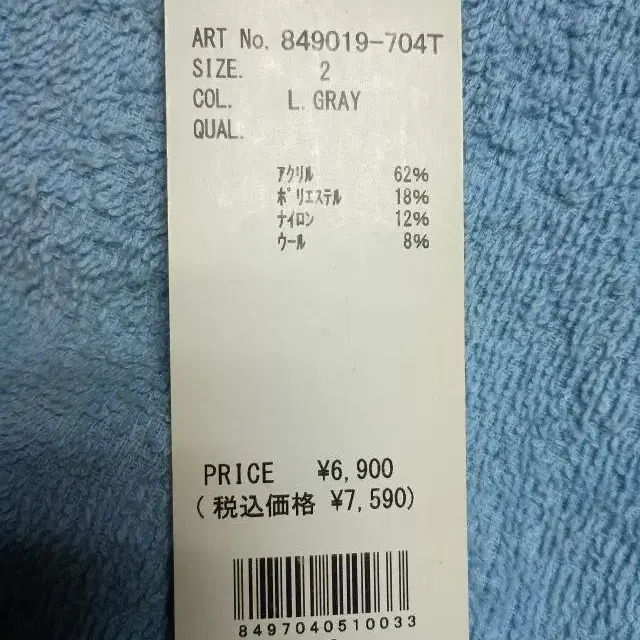 ART No. 849019-704T
SIZE. 2
COL. L.GRAY
QUAL.
アクリル 62%
ポリエステル 18%
ナイロン 12%
ウール 8%
PRICE ¥6,900
(税込価格 ¥7,590)
8497040510033